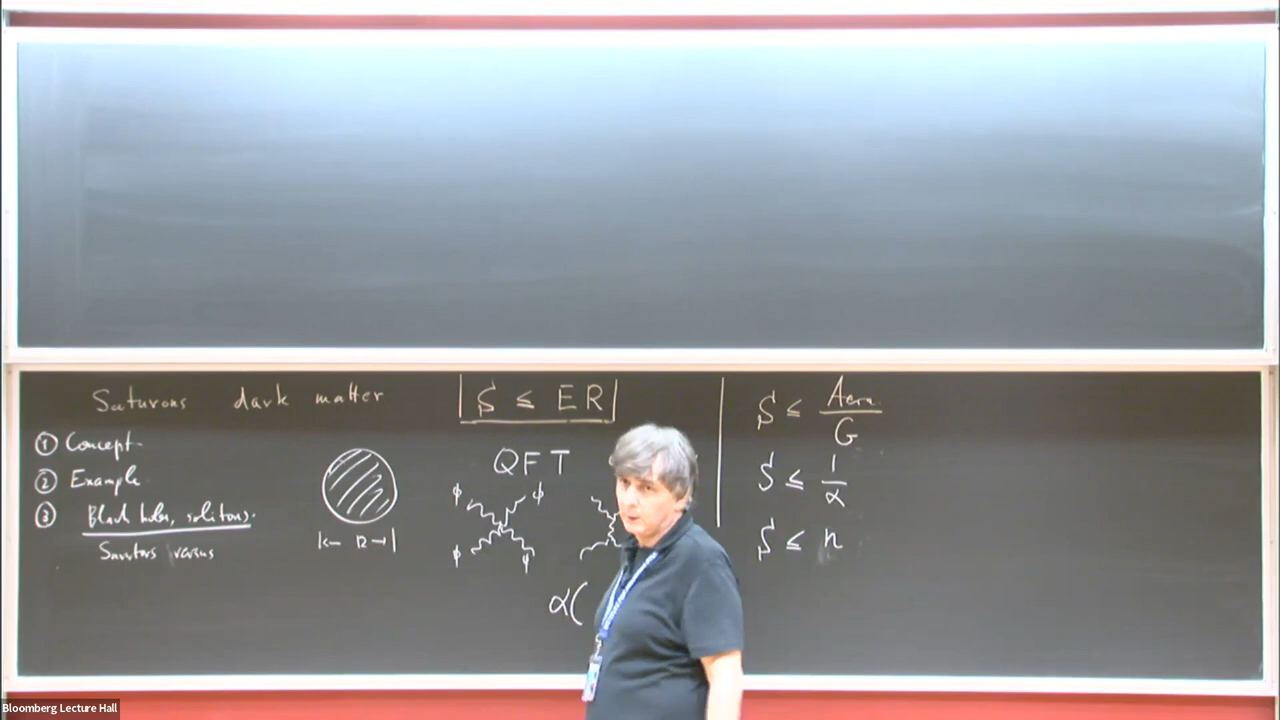 Saturons dark matter
① Concept
② Example
③ Black holes, solitons.
versus
|← R →|
S ≤ ER
QFT
ϕ ϕ
ϕ ϕ
α(
S ≤ Area / G
S ≤ 1 / α
S ≤ n
Bloomberg Lecture Hall